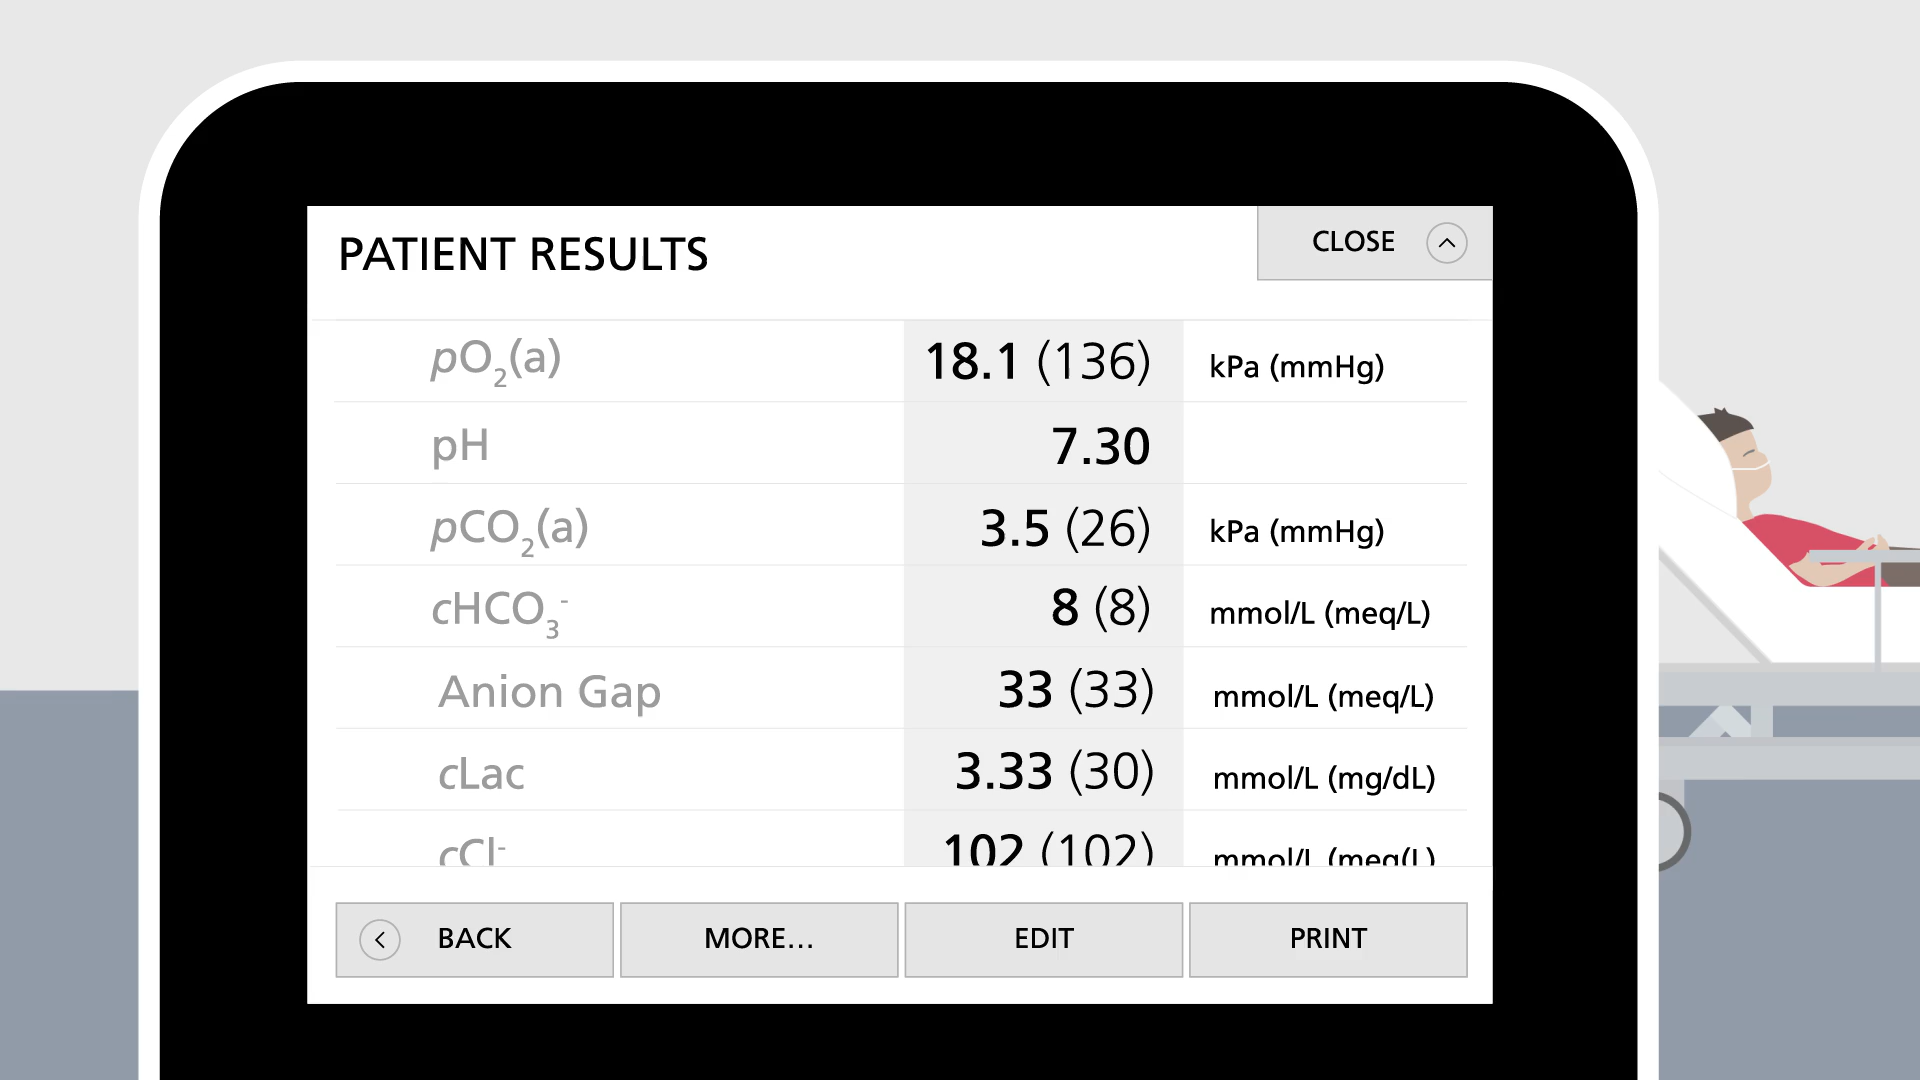 PATIENT RESULTS
CLOSE
pO₂(a) 18.1 (136) kPa (mmHg)
pH 7.30
pCO₂(a) 3.5 (26) kPa (mmHg)
cHCO₃⁻ 8 (8) mmol/L (meq/L)
Anion Gap 33 (33) mmol/L (meq/L)
cLac 3.33 (30) mmol/L (mg/dL)
cCl⁻ 102 (102) mmol/L (meq(L)
BACK
MORE...
EDIT
PRINT